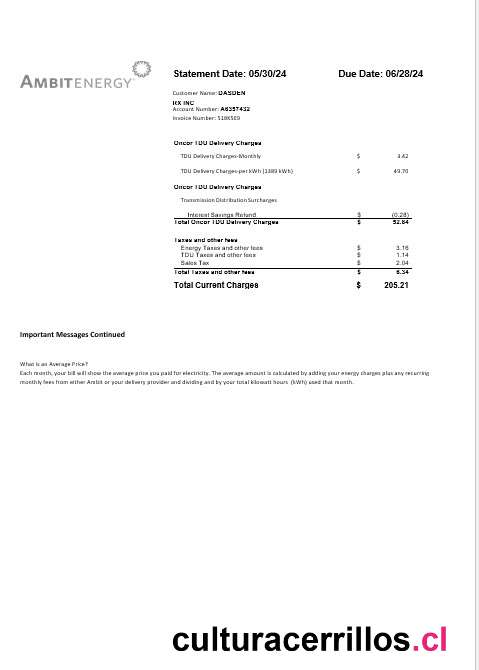 AMBITENERGY
Statement Date: 05/30/24 Due Date: 06/28/24
Customer Name: DASDEN
RX INC
Account Number: A6357432
Invoice Number: 518K5E9
Oncor TDU Delivery Charges
TDU Delivery Charges-Monthly $ 3.42
TDU Delivery Charges-per kWh (1389 kWh) $ 49.70
Oncor TDU Delivery Charges
Transmission Distribution Surcharges
Interest Savings Refund $ (0.28)
Total Oncor TDU Delivery Charges $ 52.84
Taxes and other fees
Energy Taxes and other fees $ 3.16
TDU Taxes and other fees $ 1.14
Sales Tax $ 2.04
Total Taxes and other fees $ 6.34
Total Current Charges $ 205.21
Important Messages Continued
What is an Average Price?
Each month, your bill will show the average price you paid for electricity. The average amount is calculated by adding your energy charges plus any recurring
monthly fees from either Ambit or your delivery provider and dividing and by your total kilowatt hours (kWh) used that month.
culturacerrillos.cl